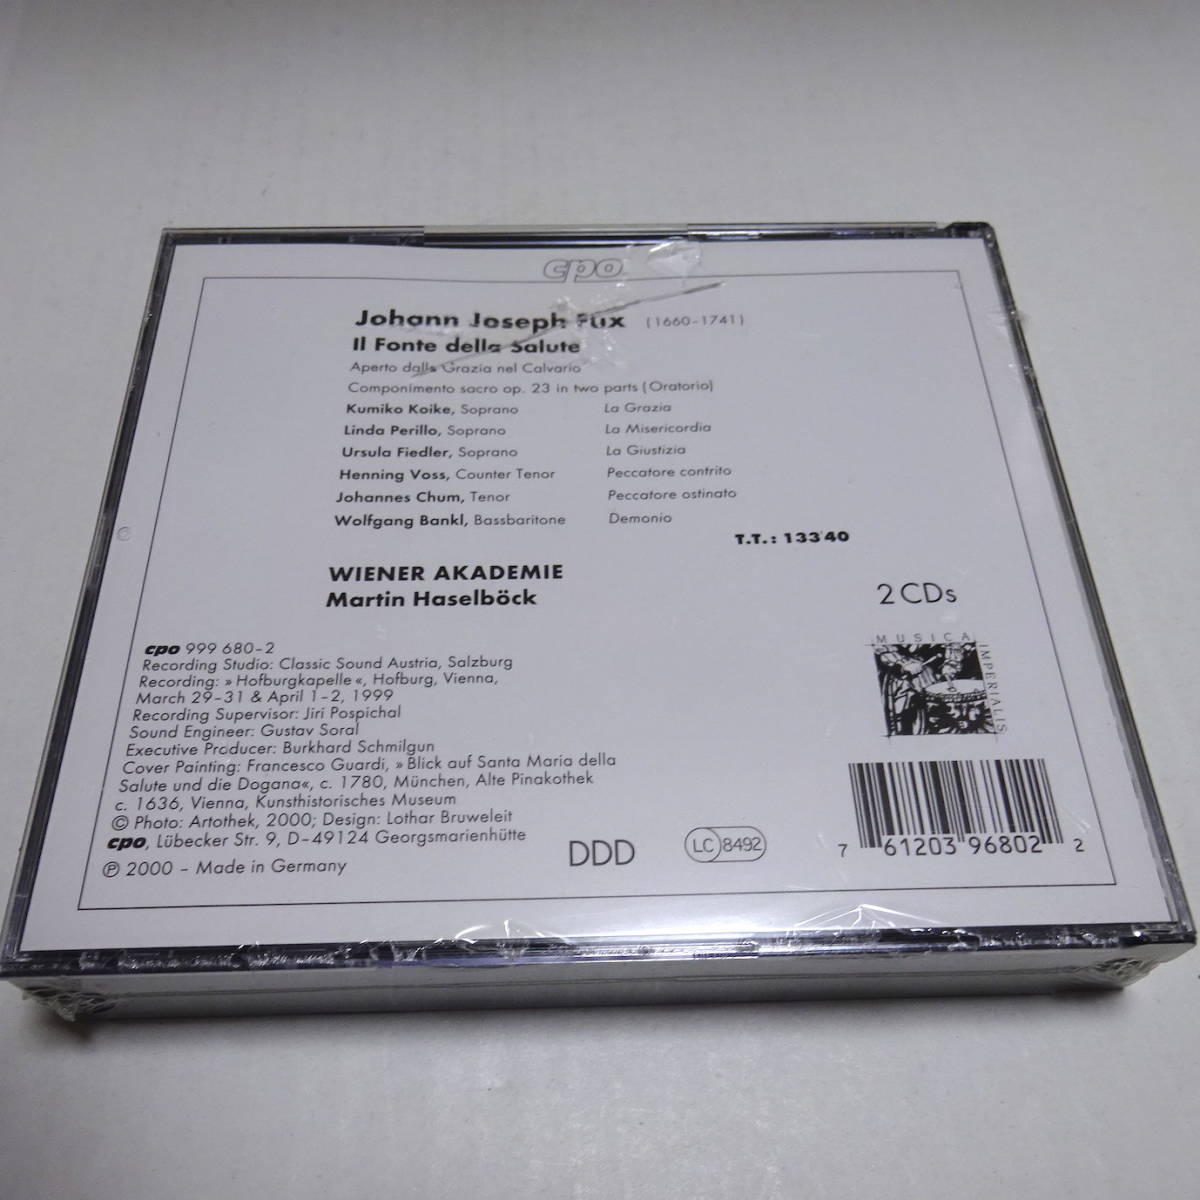 cpo
Johann Joseph Fux (1660-1741)
Il Fonte della Salute
Aperto dalla Grazia nel Calvario
Componimento sacro op. 23 in two parts (Oratorio)
Kumiko Koike, Soprano La Grazia
Linda Perillo, Soprano La Misericordia
Ursula Fiedler, Soprano La Giustizia
Henning Voss, Counter Tenor Peccatore contrito
Johannes Chum, Tenor Peccatore ostinato
Wolfgang Bankl, Bassbaritone Demonio
T.T.: 133'40
WIENER AKADEMIE
Martin Haselböck
2 CDs
MUSICA IMPERIALIS
cpo 999 680-2
Recording Studio: Classic Sound Austria, Salzburg
Recording: »Hofburgkapelle«, Hofburg, Vienna,
March 29-31 & April 1-2, 1999
Recording Supervisor: Jiri Pospichal
Sound Engineer: Gustav Soral
Executive Producer: Burkhard Schmilgun
Cover Painting: Francesco Guardi, »Blick auf Santa Maria della
Salute und die Dogana«, c. 1780, München, Alte Pinakothek
c. 1636, Vienna, Kunsthistorisches Museum
© Photo: Artothek, 2000; Design: Lothar Bruweleit
cpo, Lübecker Str. 9, D-49124 Georgsmarienhütte
℗ 2000 - Made in Germany
DDD
LC 8492
7 61203 96802 2